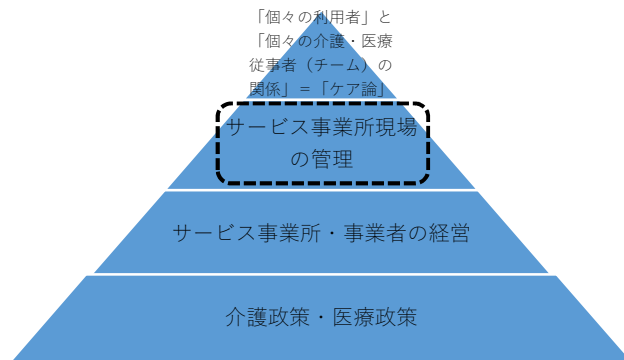 「個々の利用者」と
「個々の介護・医療
従事者（チーム）の
関係」＝「ケア論」
サービス事業所現場
の管理
サービス事業所・事業者の経営
介護政策・医療政策